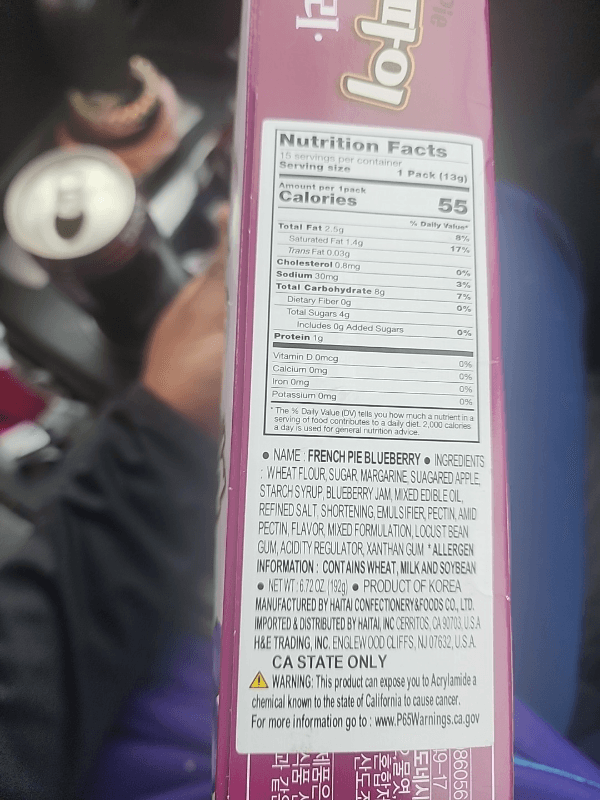 Pie
파이
리.
Nutrition Facts
15 servings per container
Serving size 1 Pack (13g)
Amount per 1pack
Calories 55
% Daily Value*
Total Fat 2.5g
Saturated Fat 1.4g 8%
Trans Fat 0.03g 17%
Cholesterol 0.8mg
Sodium 30mg 0%
Total Carbohydrate 8g 3%
Dietary Fiber 0g 7%
Total Sugars 4g 0%
Includes 0g Added Sugars
Protein 1g 0%
Vitamin D 0mcg
Calcium 0mg 0%
Iron 0mg 0%
Potassium 0mg 0%
0%
* The % Daily Value (DV) tells you how much a nutrient in a
serving of food contributes to a daily diet. 2,000 calories
a day is used for general nutrition advice.
● NAME : FRENCH PIE BLUEBERRY ● INGREDIENTS
: WHEAT FLOUR, SUGAR, MARGARINE, SUAGARED APPLE,
STARCH SYRUP, BLUEBERRY JAM, MIXED EDIBLE OIL,
REFINED SALT, SHORTENING, EMULSIFIER, PECTIN, AMID
PECTIN, FLAVOR, MIXED FORMULATION, LOCUST BEAN
GUM, ACIDITY REGULATOR, XANTHAN GUM * ALLERGEN
INFORMATION : CONTAINS WHEAT, MILK AND SOYBEAN
● NET WT : 6.72 OZ. (192g) ● PRODUCT OF KOREA
MANUFACTURED BY HAITAI CONFECTIONERY&FOODS CO., LTD.
IMPORTED & DISTRIBUTED BY HAITAI, INC CERRITOS, CA 90703, U.S.A
H&E TRADING, INC. ENGLEWOOD CLIFFS, NJ 07632, U.S.A.
CA STATE ONLY
WARNING: This product can expose you to Acrylamide a
chemical known to the state of California to cause cancer.
For more information go to : www.P65Warnings.ca.gov
86056
19-17